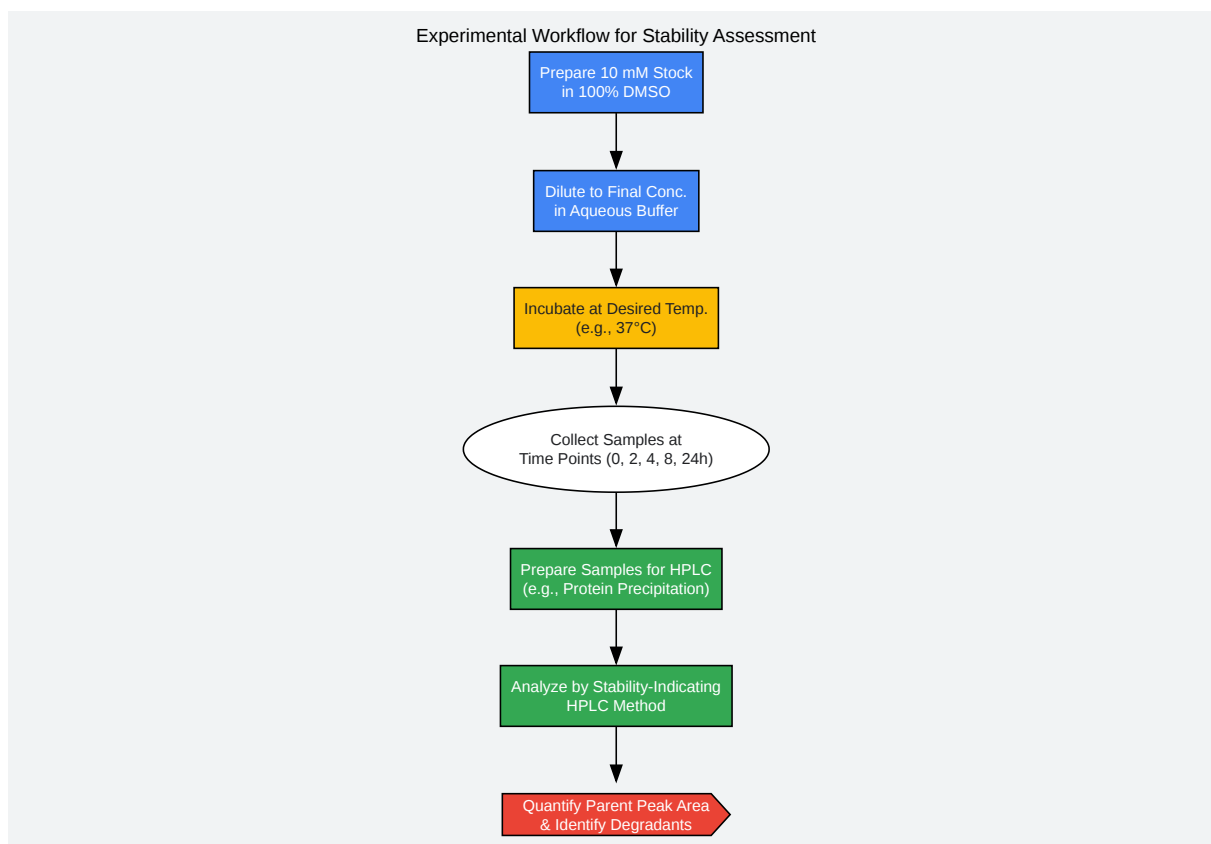 Experimental Workflow for Stability Assessment
Prepare 10 mM Stock
in 100% DMSO
Dilute to Final Conc.
in Aqueous Buffer
Incubate at Desired Temp.
(e.g., 37°C)
Collect Samples at
Time Points (0, 2, 4, 8, 24h)
Prepare Samples for HPLC
(e.g., Protein Precipitation)
Analyze by Stability-Indicating
HPLC Method
Quantify Parent Peak Area
& Identify Degradants